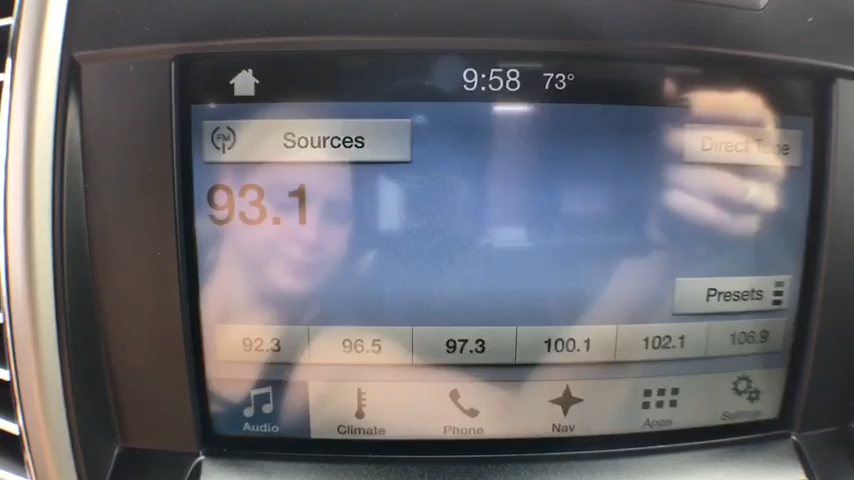 9:58 73°
FM Sources Direct Tune
93.1
Presets
92.3 96.5 97.3 100.1 102.1 106.9
Audio Climate Phone Nav Apps Settings